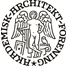 AKADEMISK · ARKITEKT · FORENING